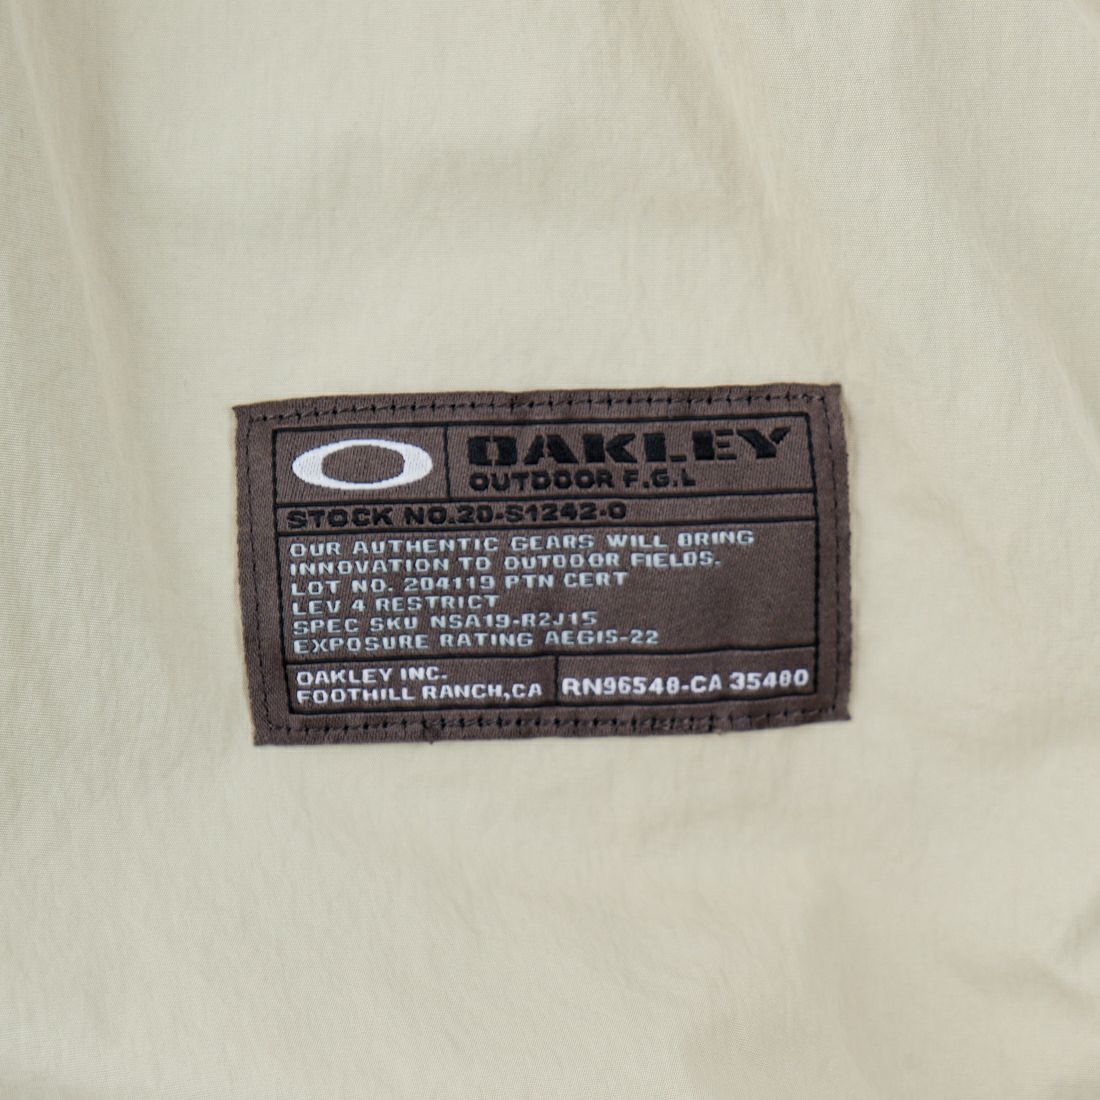 OAKLEY
OUTDOOR F.G.L
STOCK NO.20-S1242-0
OUR AUTHENTIC GEARS WILL BRING
INNOVATION TO OUTDOOR FIELDS.
LOT NO. 204119 PTN CERT
LEV 4 RESTRICT
SPEC SKU NSA19-R2J15
EXPOSURE RATING AEGIS-22
OAKLEY INC.
FOOTHILL RANCH,CA
RN96548-CA 35400